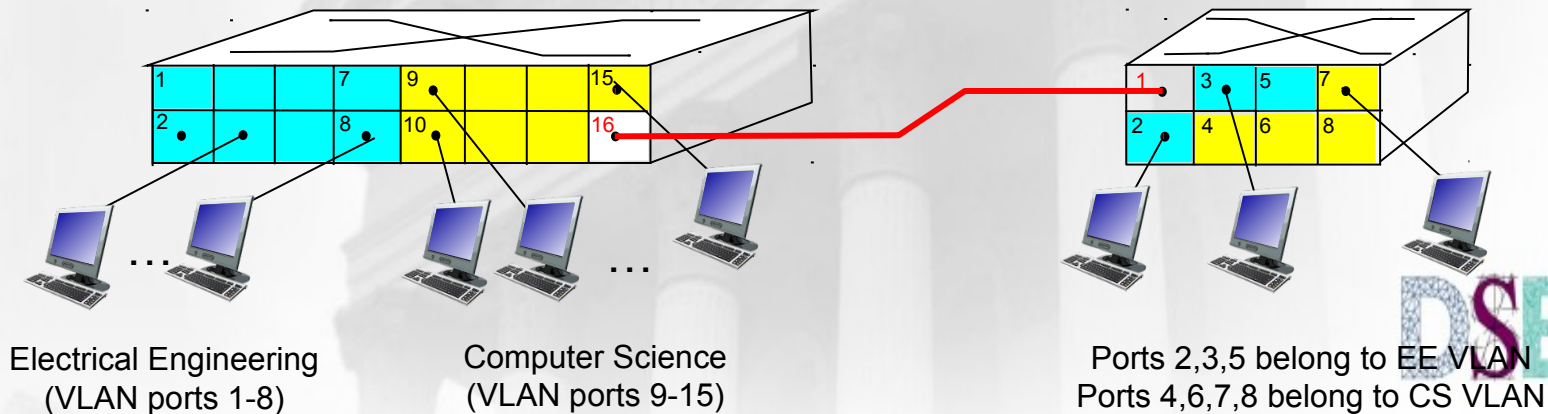 1 7 9 15
2 8 10 16
1 3 5 7
2 4 6 8
... ...
Electrical Engineering
(VLAN ports 1-8)
Computer Science
(VLAN ports 9-15)
Ports 2,3,5 belong to EE VLAN
Ports 4,6,7,8 belong to CS VLAN